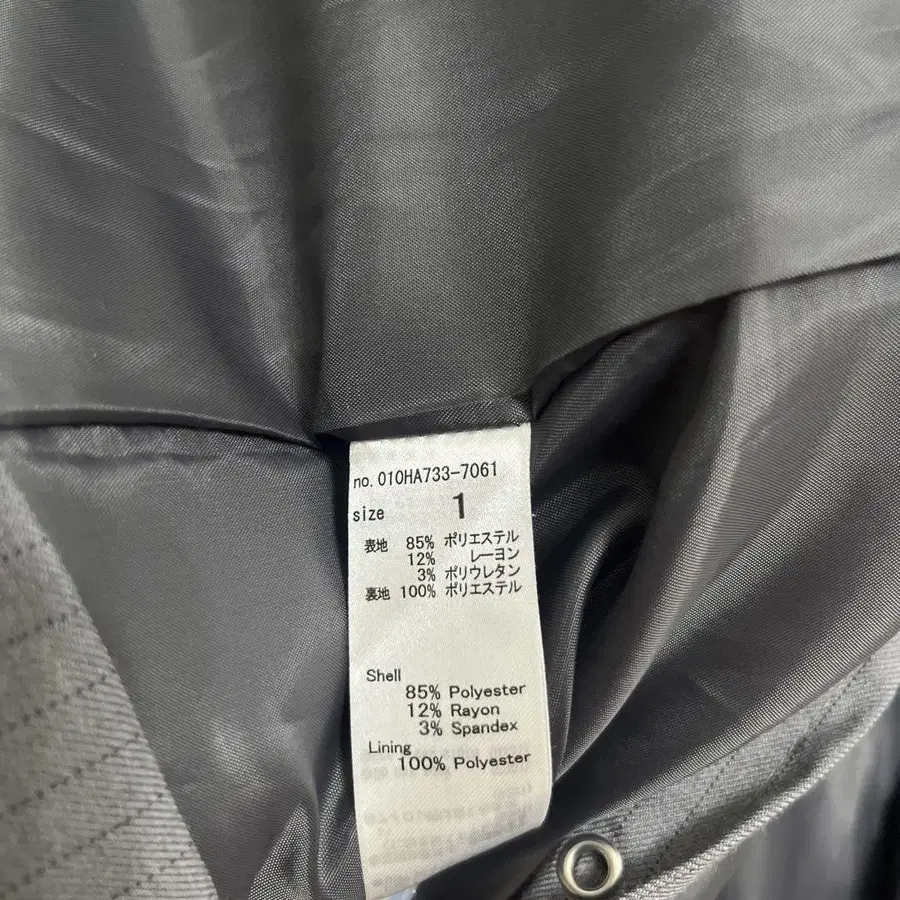 no. 010HA733-7061
size 1
表地 85% ポリエステル
12% レーヨン
3% ポリウレタン
裏地 100% ポリエステル
Shell
85% Polyester
12% Rayon
3% Spandex
Lining
100% Polyester